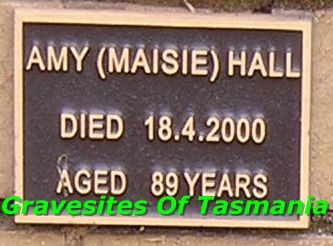 AMY (MAISIE) HALL
DIED 18.4.2000
AGED 89 YEARS
Gravesites Of Tasmania